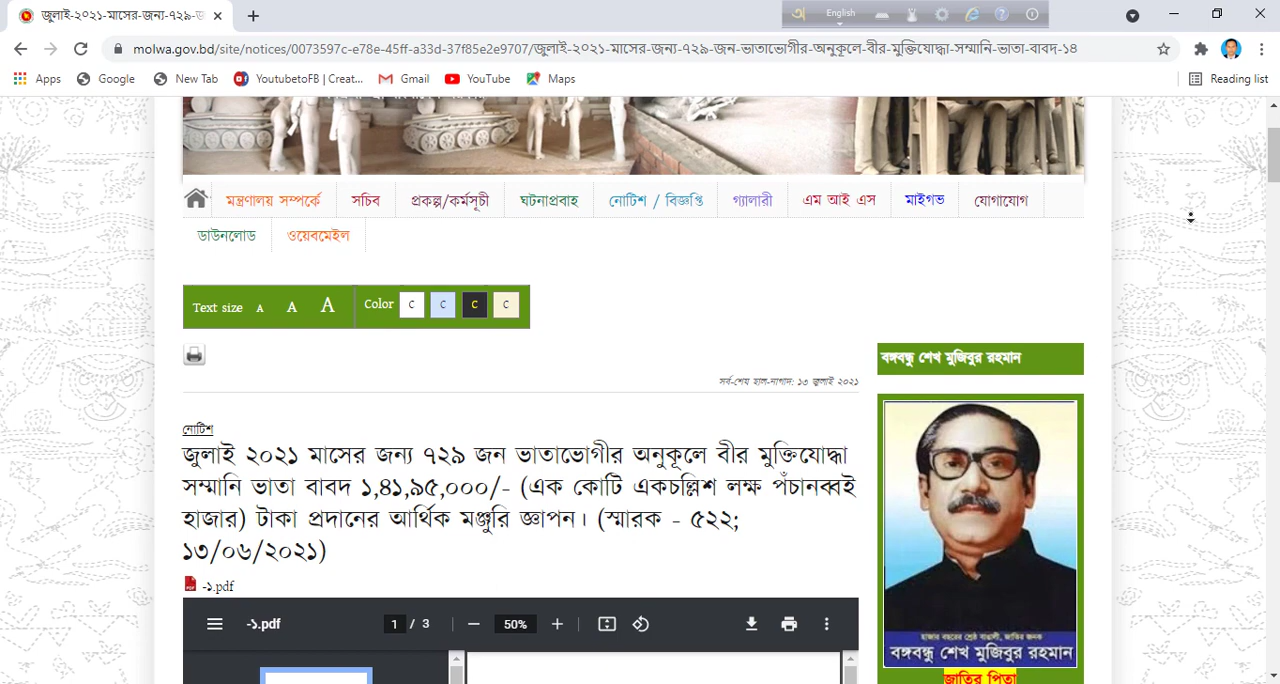 জুলাই-২০২১-মাসের-জন্য-৭২৯-জ
English
molwa.gov.bd/site/notices/0073597c-e78e-45ff-a33d-37f85e2e9707/জুলাই-২০২১-মাসের-জন্য-৭২৯-জন-ভাতাভোগীর-অনুকূলে-বীর-মুক্তিযোদ্ধা-সম্মানি-ভাতা-বাবদ-১৪
Apps Google New Tab YoutubetoFB | Creat... Gmail YouTube Maps Reading list
মন্ত্রণালয় সম্পর্কে সচিব প্রকল্প/কর্মসূচী ঘটনাপ্রবাহ নোটিশ / বিজ্ঞপ্তি গ্যালারী এম আই এস মাইগভ যোগাযোগ
ডাউনলোড ওয়েবমেইল
Text size A A A Color C C C C
সর্ব-শেষ হাল-নাগাদ: ১৩ জুলাই ২০২১
নোটিশ
জুলাই ২০২১ মাসের জন্য ৭২৯ জন ভাতাভোগীর অনুকূলে বীর মুক্তিযোদ্ধা
সম্মানি ভাতা বাবদ ১,৪১,৯৫,০০০/- (এক কোটি একচল্লিশ লক্ষ পঁচানব্বই
হাজার) টাকা প্রদানের আর্থিক মঞ্জুরি জ্ঞাপন। (স্মারক - ৫২২;
১৩/০৬/২০২১)
-১.pdf
-১.pdf 1 / 3 50%
বঙ্গবন্ধু শেখ মুজিবুর রহমান
হাজার বছরের শ্রেষ্ঠ বাঙালী, জাতির জনক
বঙ্গবন্ধু শেখ মুজিবুর রহমান
জাতির পিতা